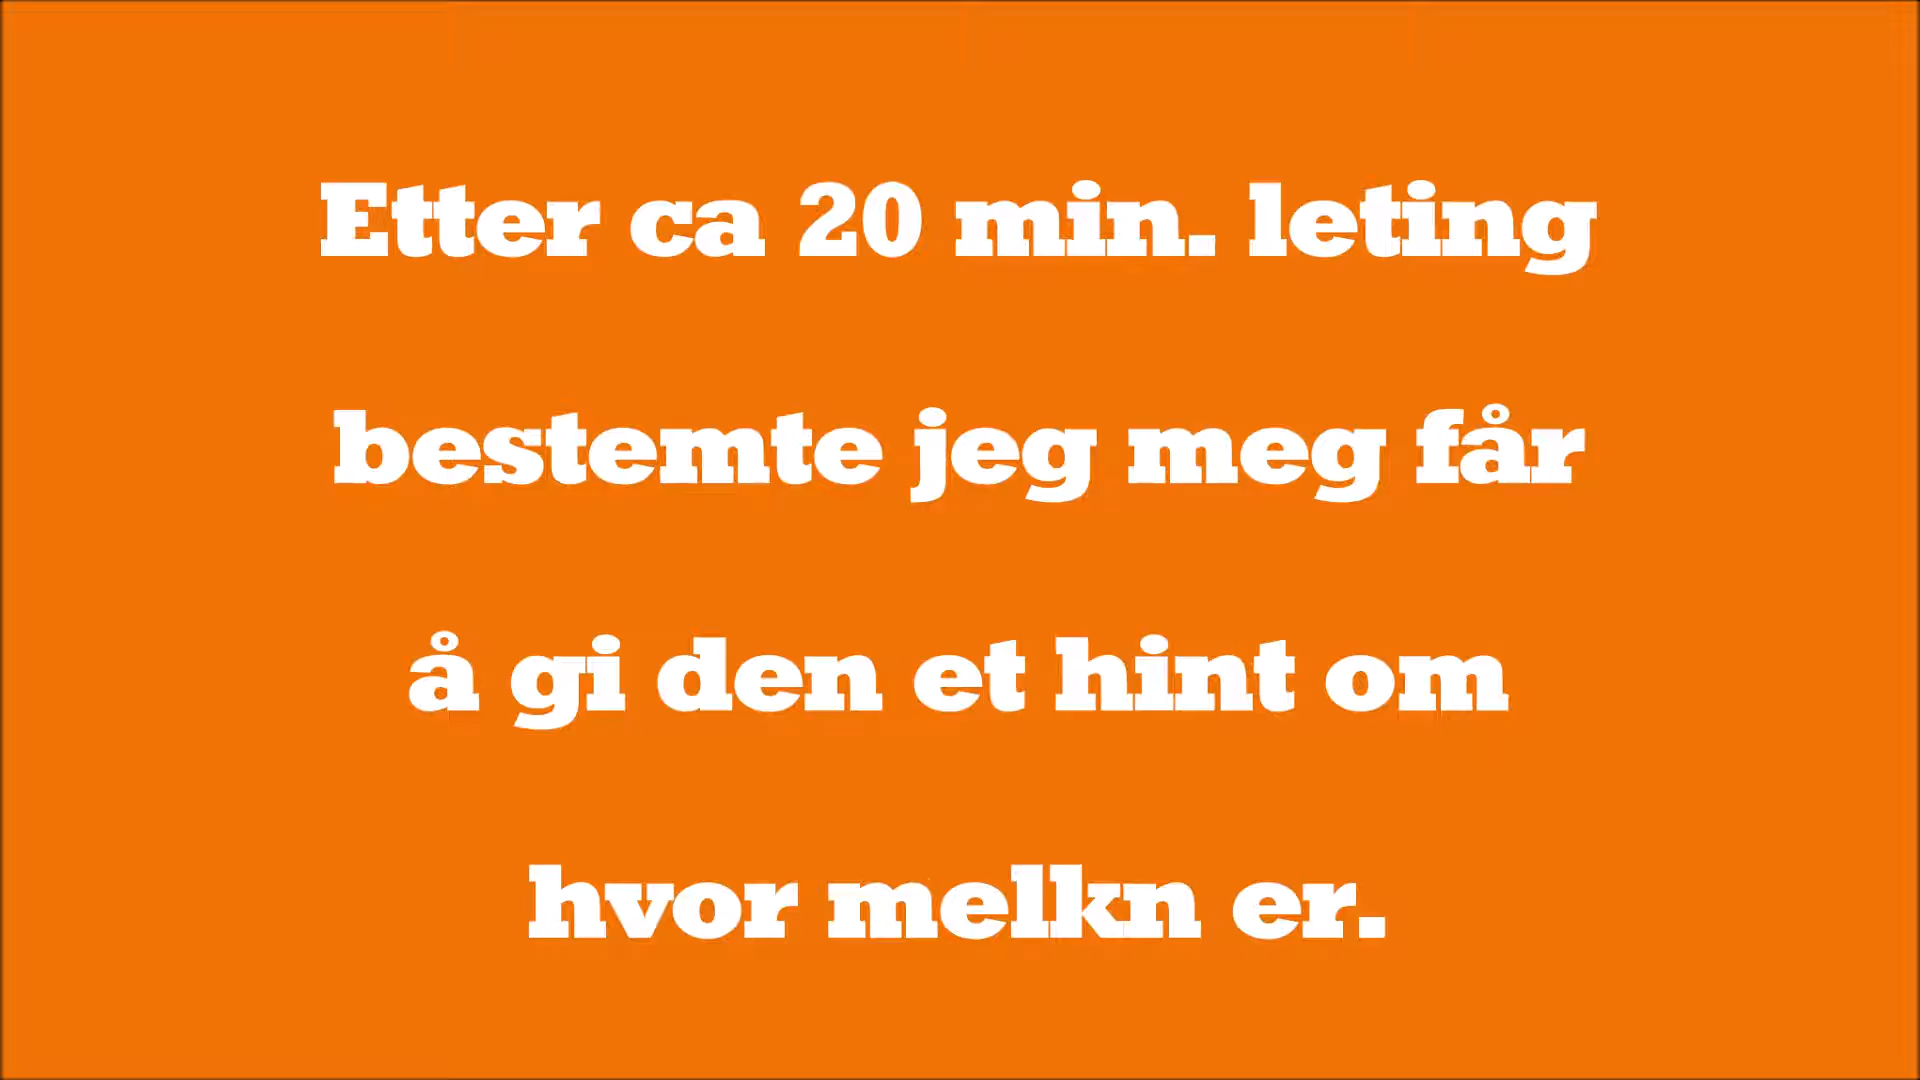 Etter ca 20 min. leting
bestemte jeg meg får
å gi den et hint om
hvor melkn er.